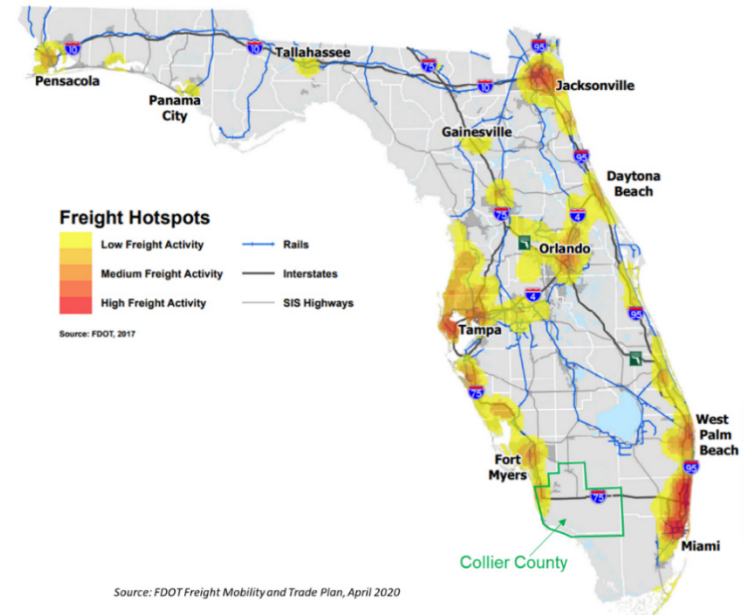 10
Tallahassee
10
75
95
Pensacola
10
Jacksonville
Panama
City
Gainesville
95
Daytona
Beach
75
4
Freight Hotspots
Low Freight Activity
Rails
Orlando
Medium Freight Activity
Interstates
High Freight Activity
SIS Highways
4
95
Source: FDOT, 2017
Tampa
75
West
Palm
Beach
Fort
Myers
95
75
Miami
Collier County
Source: FDOT Freight Mobility and Trade Plan, April 2020